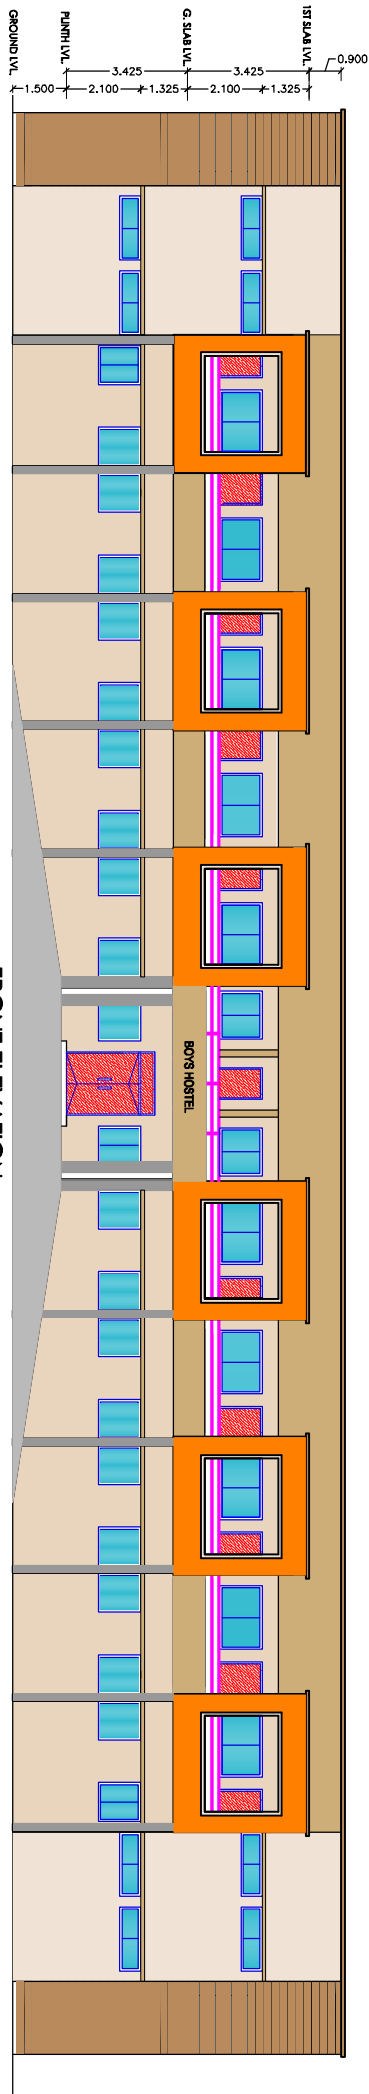 GROUND LVL.
PLINTH LVL.
G. SLAB LVL.
1ST SLAB LVL.
0.900
3.425
3.425
1.500
2.100
1.325
2.100
1.325
BOYS HOSTEL